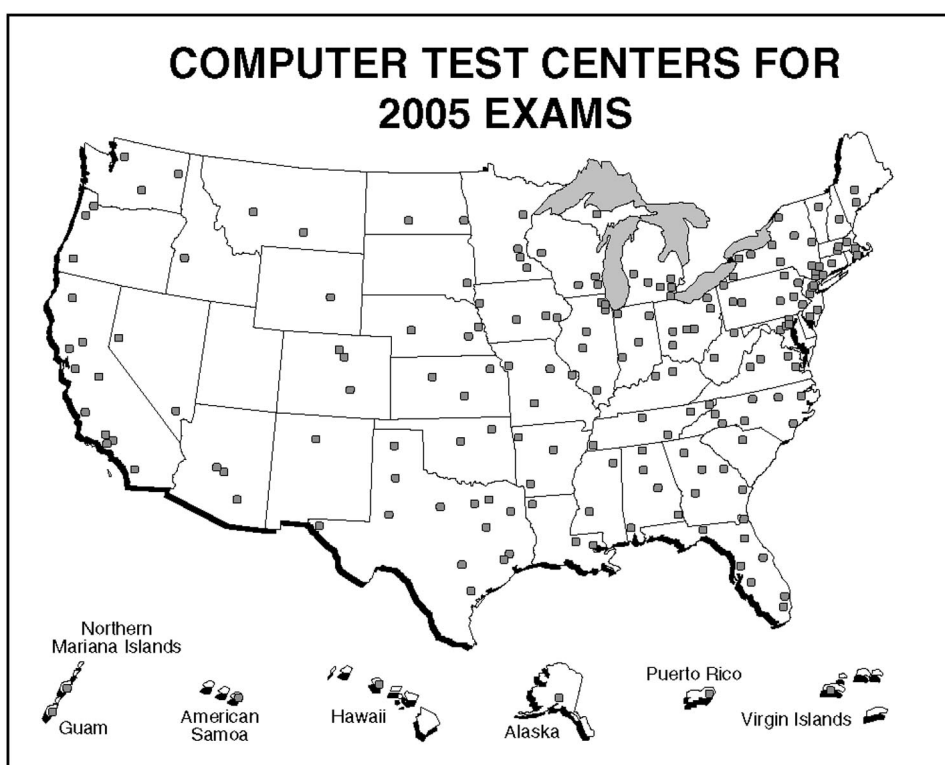 COMPUTER TEST CENTERS FOR
2005 EXAMS
Northern
Mariana Islands
Guam
American
Samoa
Hawaii
Alaska
Puerto Rico
Virgin Islands